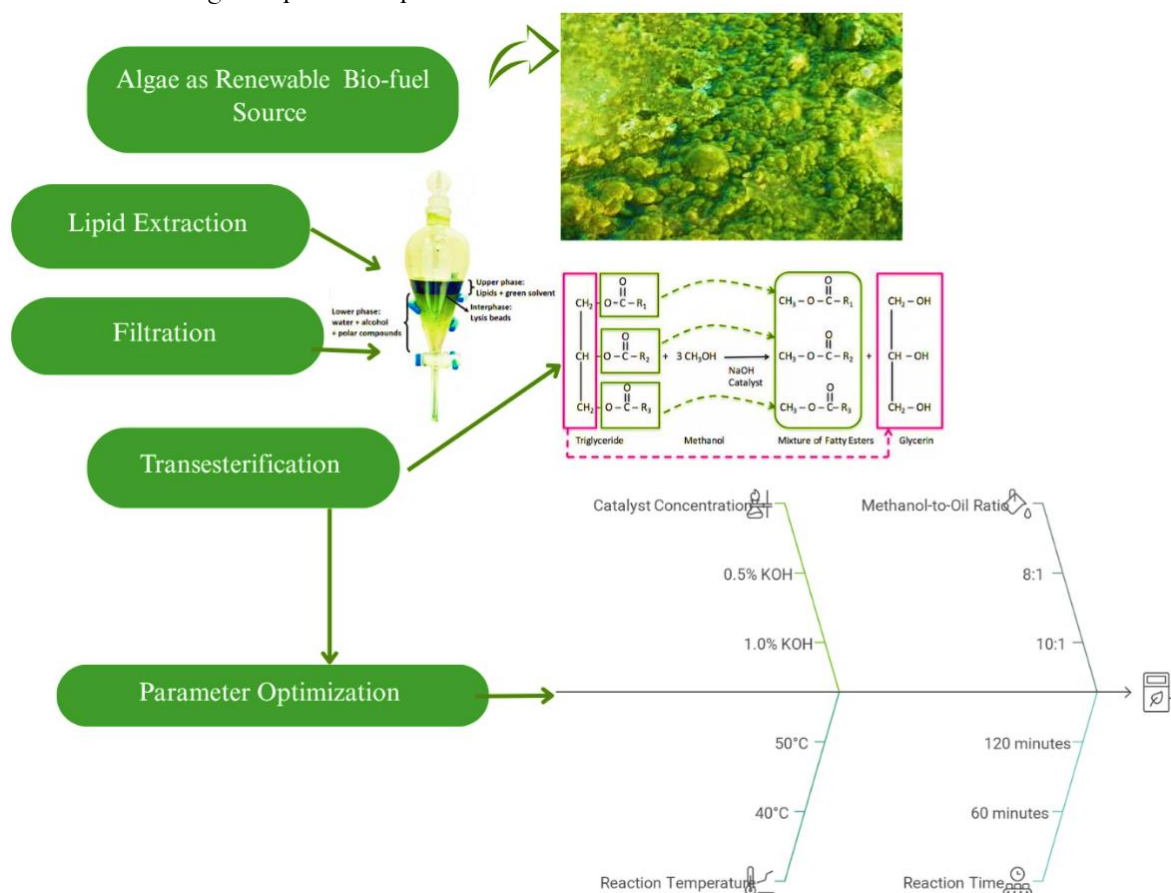 Algae as Renewable Bio-fuel
Source
Lipid Extraction
Filtration
Upper phase:
Lipids + green solvent
Interphase:
Lysis beads
Lower phase:
water + alcohol
+ polar compounds
CH₂ O-C-R₁ CH₃-O-C-R₁ CH₂-OH
O O
CH O-C-R₂ + 3 CH₃OH NaOH Catalyst CH₃-O-C-R₂ + CH-OH
O O
CH₂ O-C-R₃ CH₃-O-C-R₃ CH₂-OH
O O
Triglyceride Methanol Mixture of Fatty Esters Glycerin
Transesterification
Parameter Optimization
Catalyst Concentration
0.5% KOH
1.0% KOH
Methanol-to-Oil Ratio
8:1
10:1
50°C
40°C
Reaction Temperature
120 minutes
60 minutes
Reaction Time